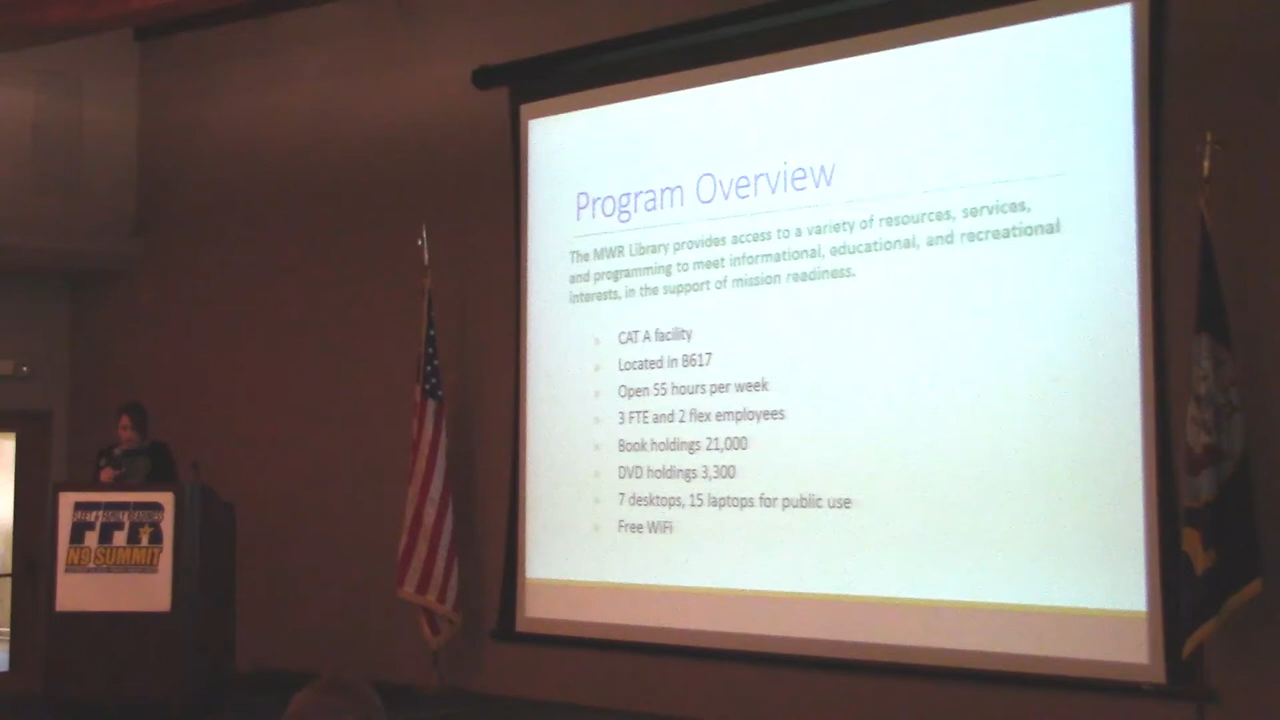 Program Overview
The MWR Library provides access to a variety of resources, services,
and programming to meet informational, educational, and recreational
interests, in the support of mission readiness.
CAT A facility
Located in B617
Open 55 hours per week
3 FTE and 2 flex employees
Book holdings 21,000
DVD holdings 3,300
7 desktops, 15 laptops for public use
Free WiFi
FLEET & FAMILY READINESS
FFR
N9 SUMMIT